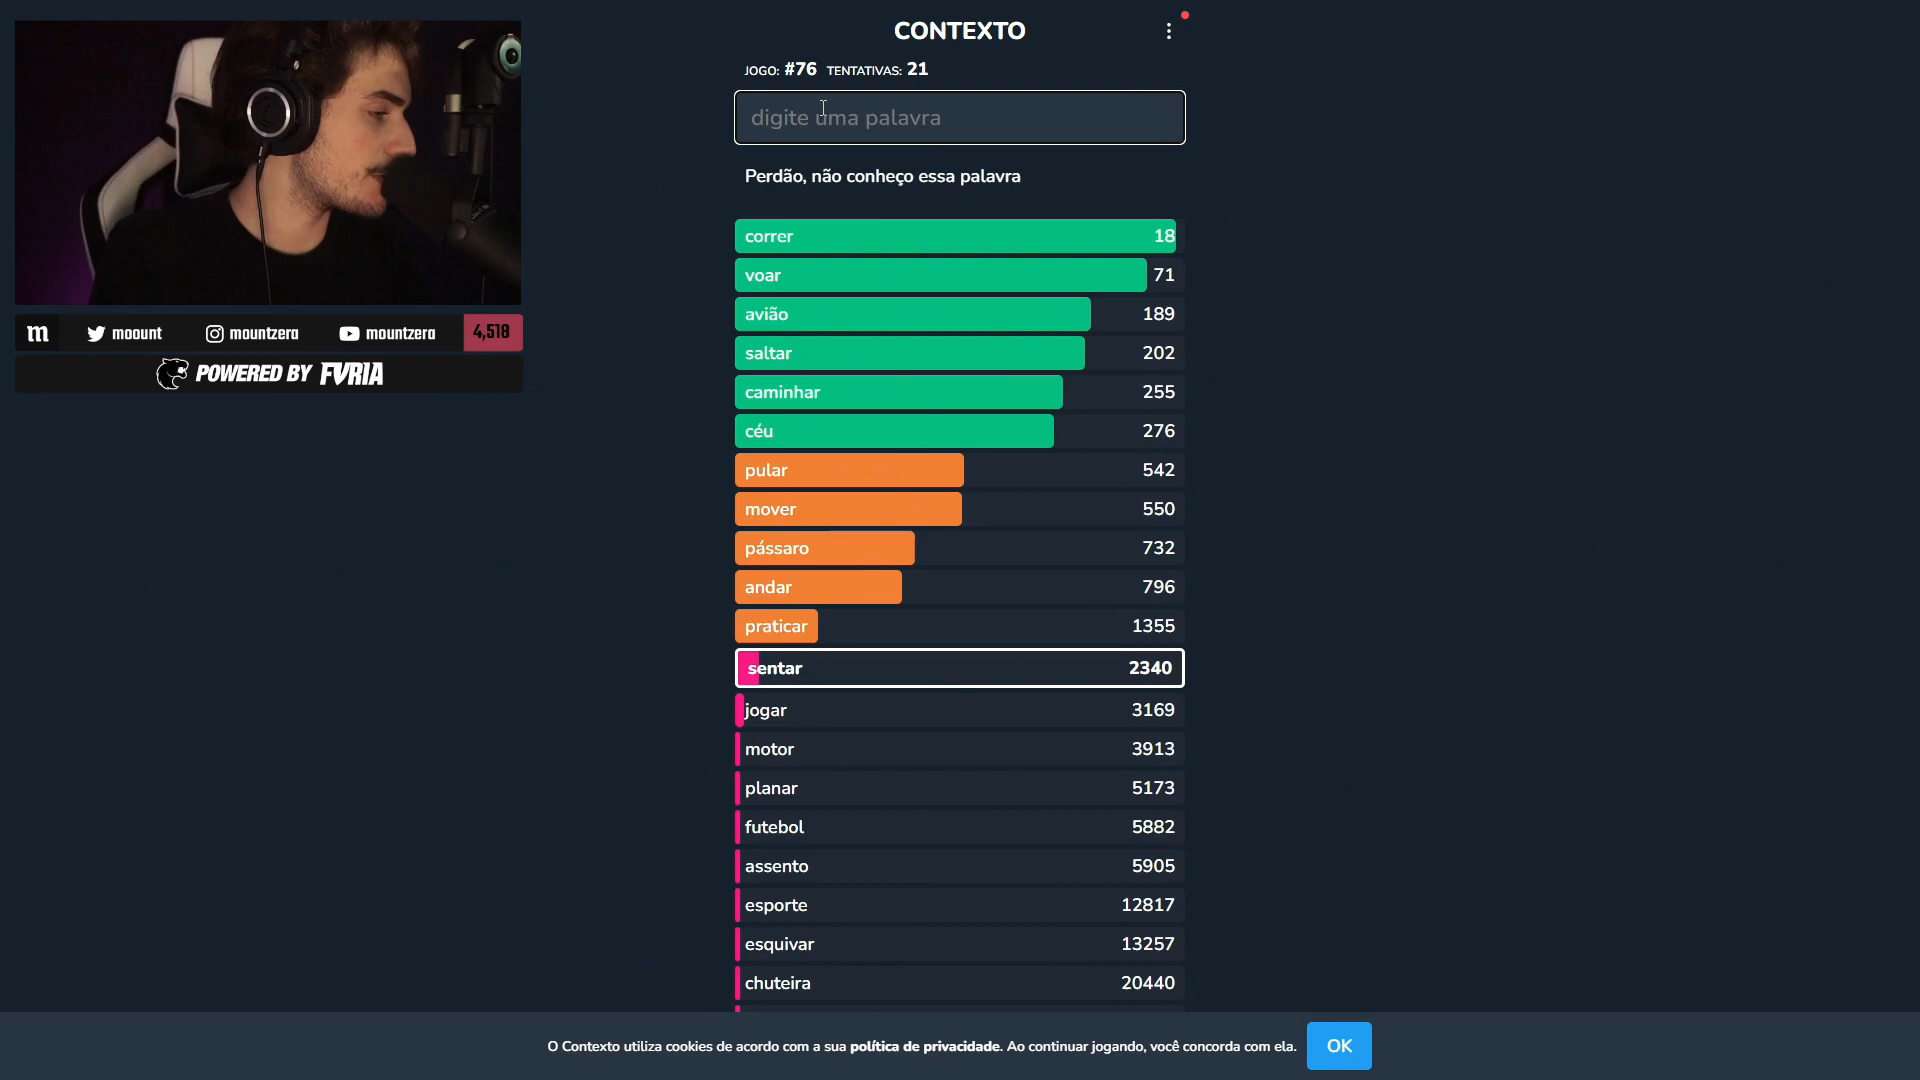 CONTEXTO
JOGO: #76 TENTATIVAS: 21
digite uma palavra
Perdão, não conheço essa palavra
correr 18
voar 71
avião 189
saltar 202
caminhar 255
céu 276
pular 542
mover 550
pássaro 732
andar 796
praticar 1355
sentar 2340
jogar 3169
motor 3913
planar 5173
futebol 5882
assento 5905
esporte 12817
esquivar 13257
chuteira 20440
m moount mountzera mountzera 4,518
POWERED BY FVRIA
O Contexto utiliza cookies de acordo com a sua política de privacidade. Ao continuar jogando, você concorda com ela. OK